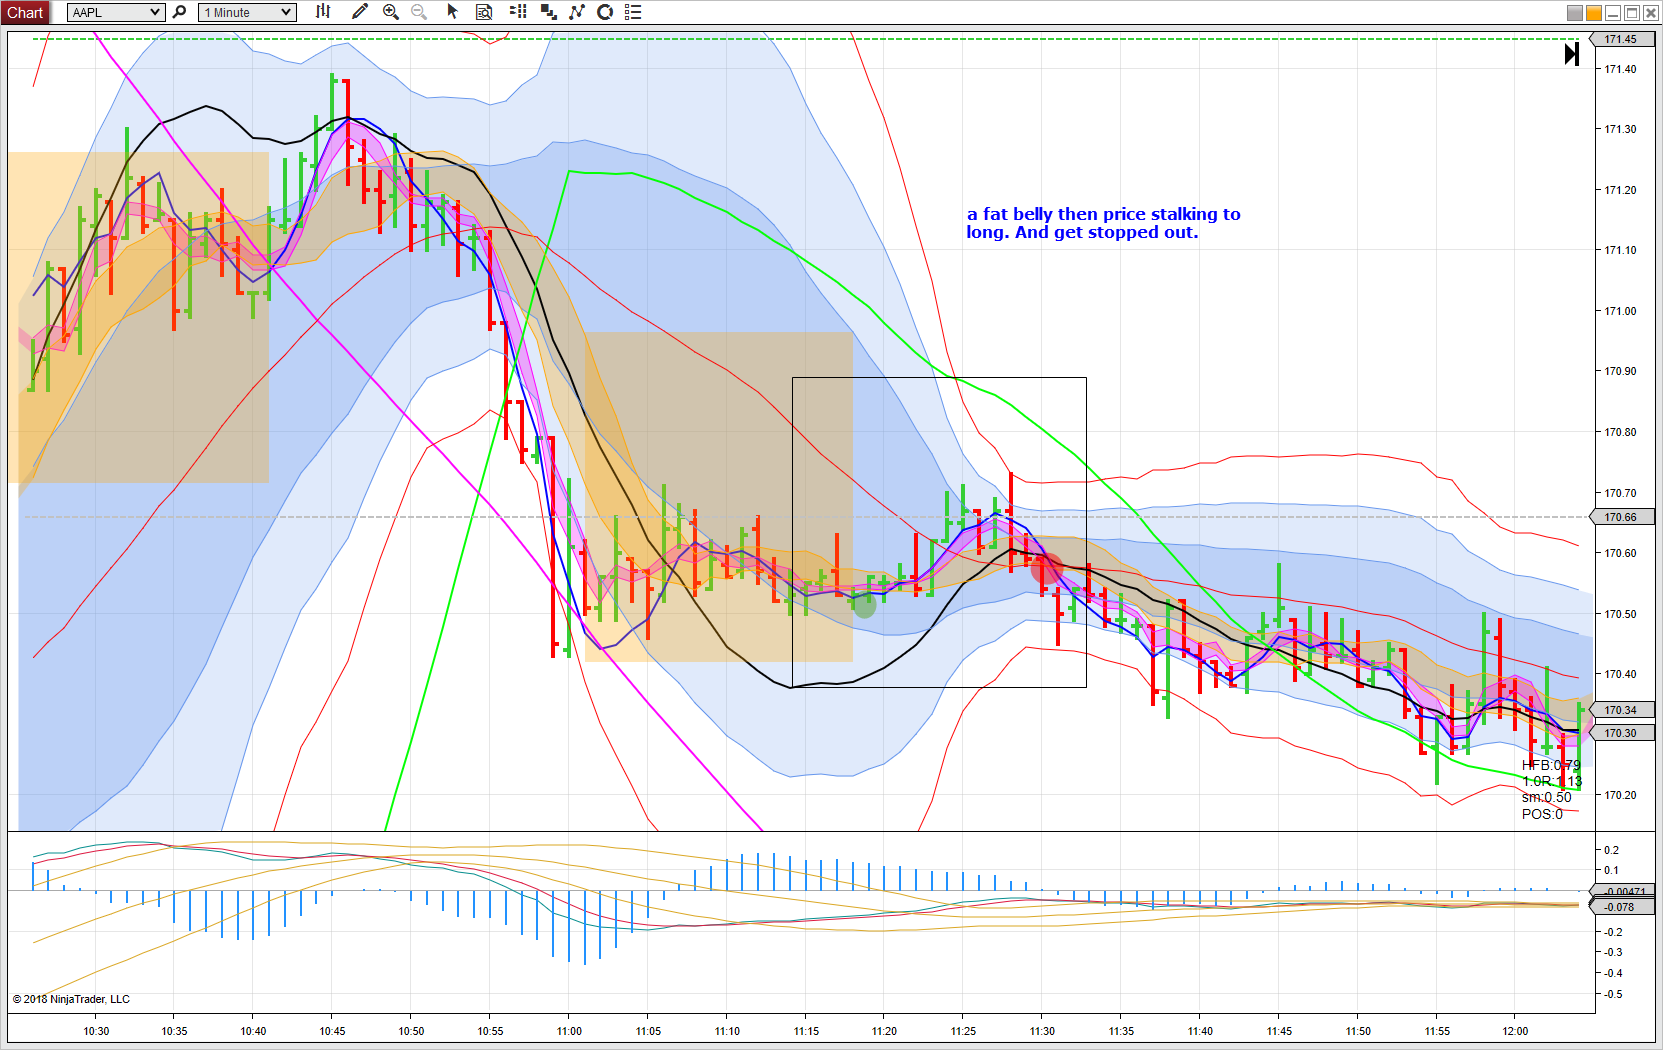 Chart
AAPL
1 Minute
171.45
171.40
171.30
171.20
171.10
171.00
170.90
170.80
170.70
170.66
170.60
170.50
170.40
170.34
170.30
170.20
a fat belly then price stalking to
long. And get stopped out.
HFB:0.79
1.0R:1.13
sm:0.50
POS:0
0.2
0.1
-0.00471
-0.078
-0.2
-0.3
-0.4
-0.5
© 2018 NinjaTrader, LLC
10:30 10:35 10:40 10:45 10:50 10:55 11:00 11:05 11:10 11:15 11:20 11:25 11:30 11:35 11:40 11:45 11:50 11:55 12:00